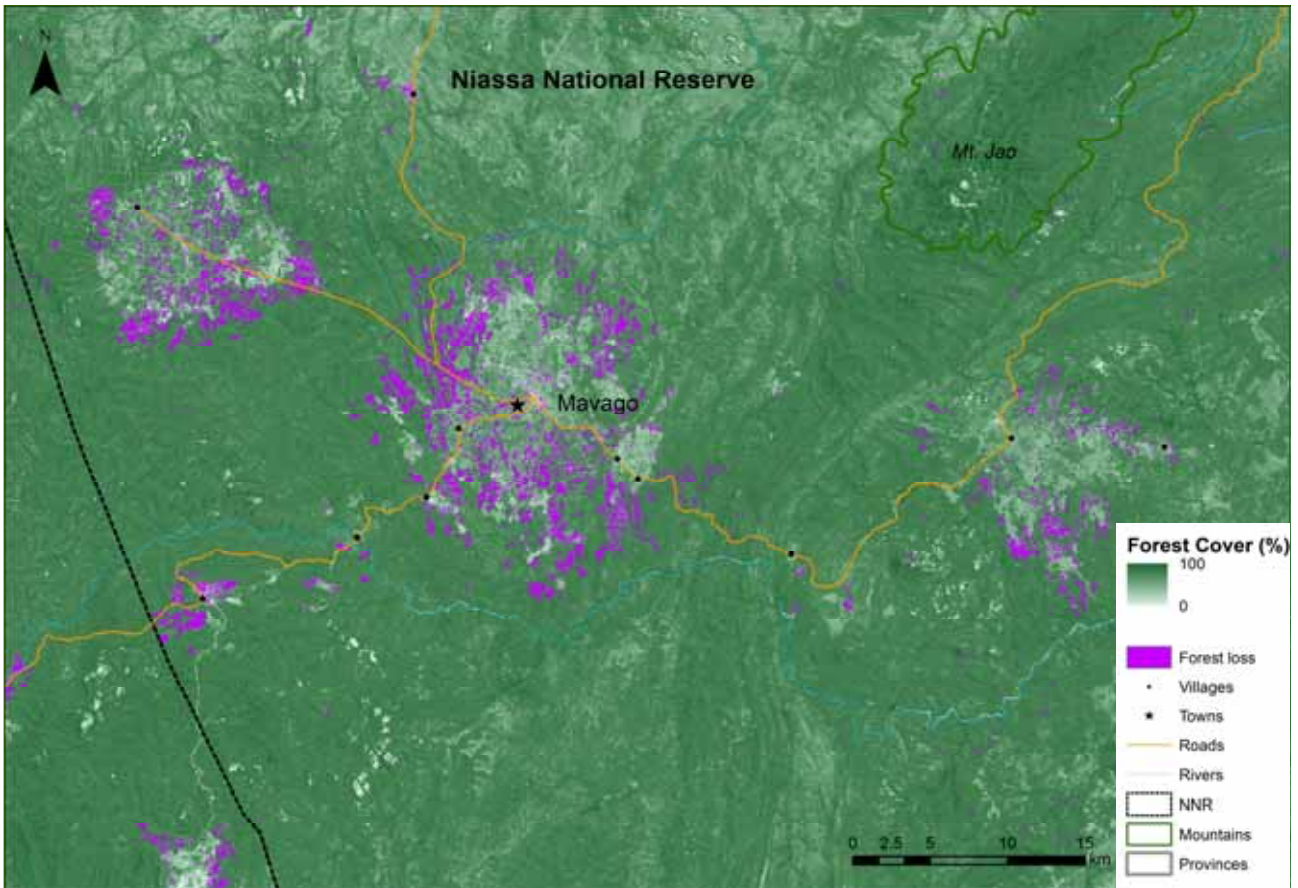 N
Niassa National Reserve
Mt. Jao
Mavago
Forest Cover (%)
100
0
Forest loss
Villages
Towns
Roads
Rivers
NNR
Mountains
Provinces
0 2.5 5 10 15
km